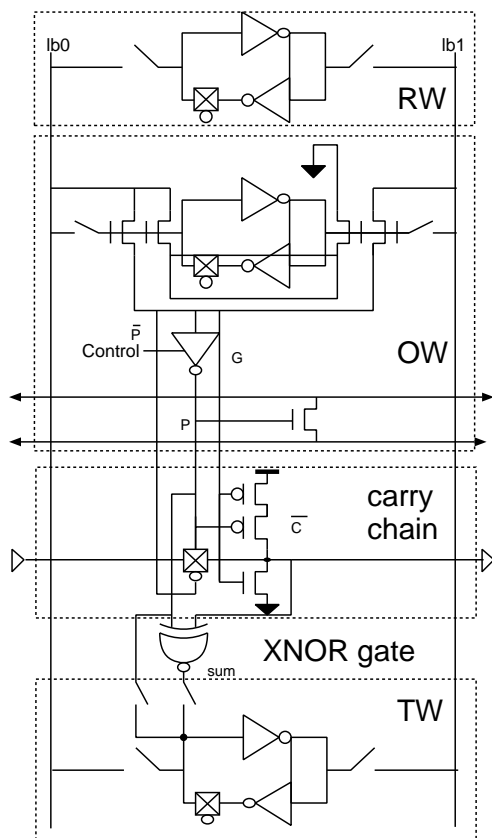 lb0 lb1
RW
P̅
Control
G
OW
P
carry
chain
C̅
XNOR gate
sum
TW